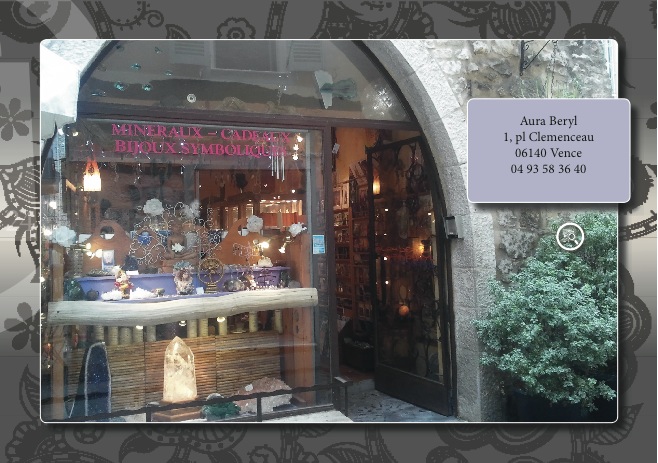 MINERAUX - CADEAUX
BIJOUX SYMBOLIQUES
Aura Beryl
1, pl Clemenceau
06140 Vence
04 93 58 36 40